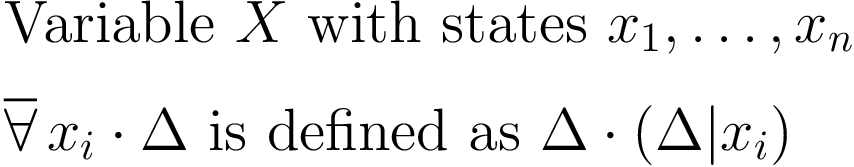 Variable X with states x₁, . . . , xₙ
∀̅ xᵢ · Δ is defined as Δ · (Δ|xᵢ)